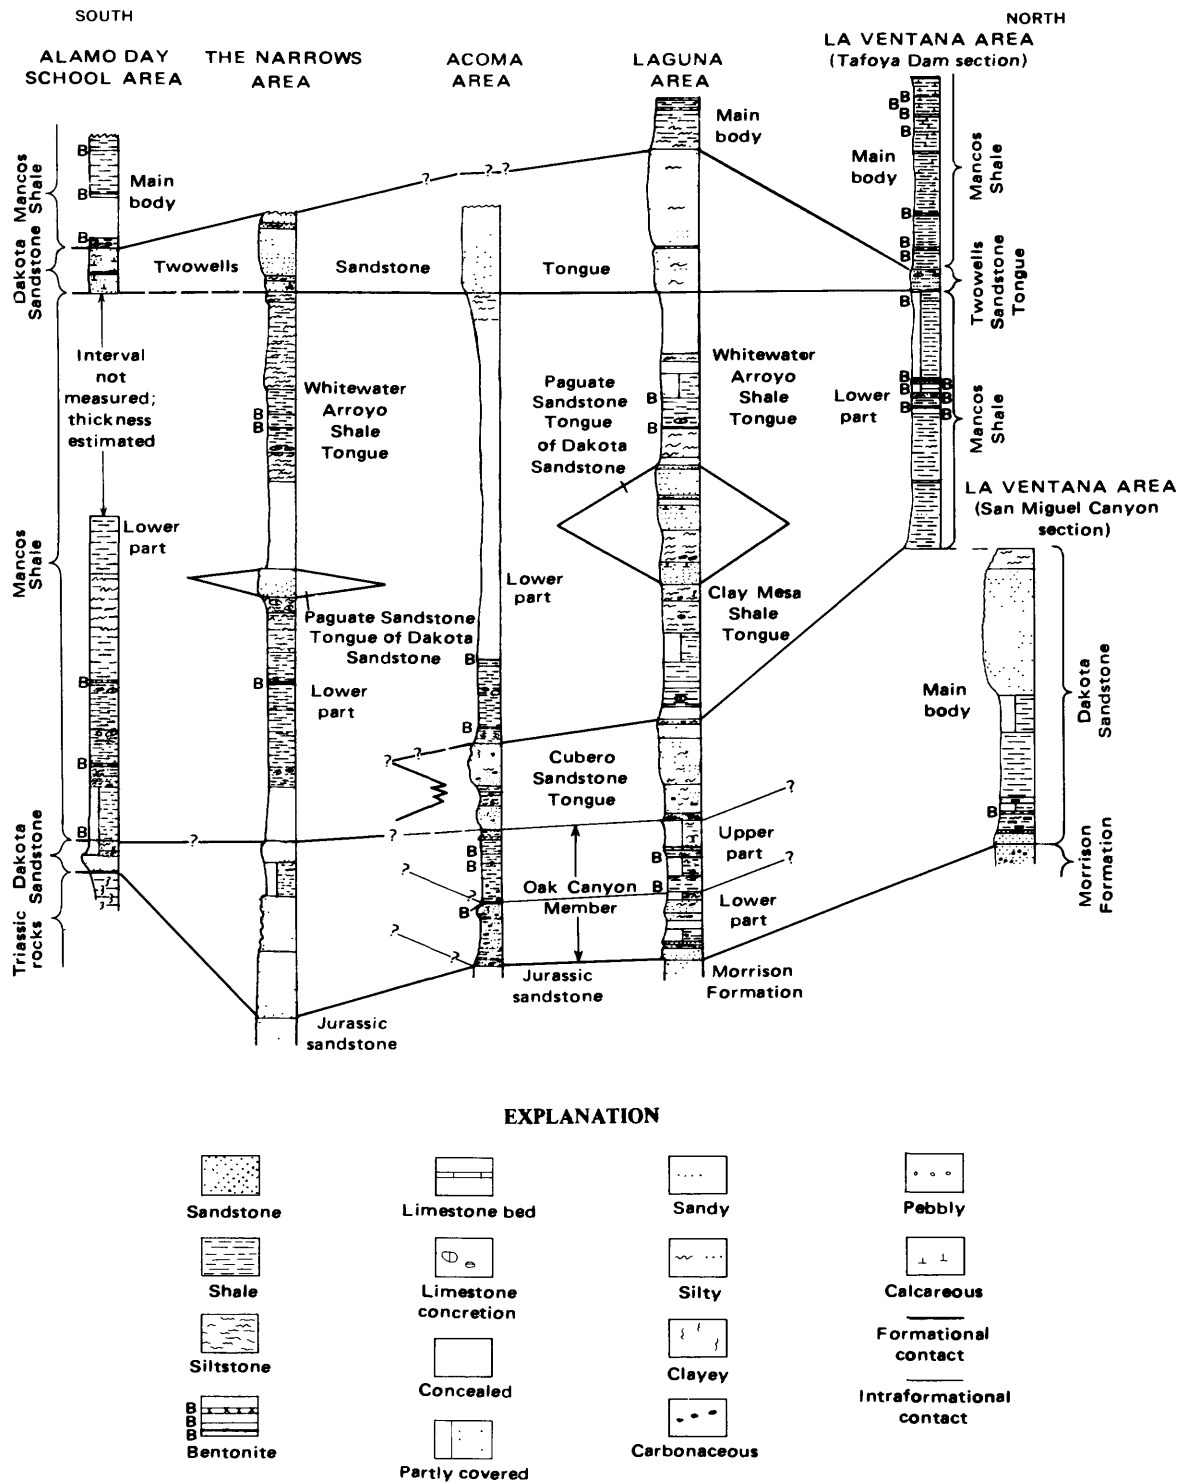 SOUTH
NORTH
ALAMO DAY
SCHOOL AREA
THE NARROWS
AREA
ACOMA
AREA
LAGUNA
AREA
LA VENTANA AREA
(Tafoya Dam section)
Mancos
Shale
Dakota
Sandstone
Mancos
Shale
Dakota
Sandstone
Triassic
rocks
B
B
B
Main
body
Interval
not
measured;
thickness
estimated
Lower
part
B
B
B
?
Twowells
Sandstone
Tongue
Whitewater
Arroyo
Shale
Tongue
B
B
Paguate Sandstone
Tongue of Dakota
Sandstone
B
Lower
part
Jurassic
sandstone
?
? ?
Lower
part
B
B
?
?
?
B
B
?
?
B
?
?
Jurassic
sandstone
Main
body
Paguate
Sandstone
Tongue
of Dakota
Sandstone
B
B
Whitewater
Arroyo
Shale
Tongue
Clay Mesa
Shale
Tongue
Cubero
Sandstone
Tongue
?
Upper
part
B
?
B
Oak Canyon
Member
Lower
part
Morrison
Formation
B
B
B
B
Main
body
B
B
B
Mancos
Shale
Twowells
Sandstone
Tongue
B
B
B
B
B
B
B
Lower
part
Mancos
Shale
LA VENTANA AREA
(San Miguel Canyon
section)
Main
body
B
Dakota
Sandstone
Morrison
Formation
EXPLANATION
Sandstone
Limestone bed
Sandy
Pebbly
Shale
Limestone
concretion
Silty
Calcareous
Siltstone
Concealed
Clayey
Formational
contact
B
B
B
Bentonite
Partly covered
Carbonaceous
Intraformational
contact